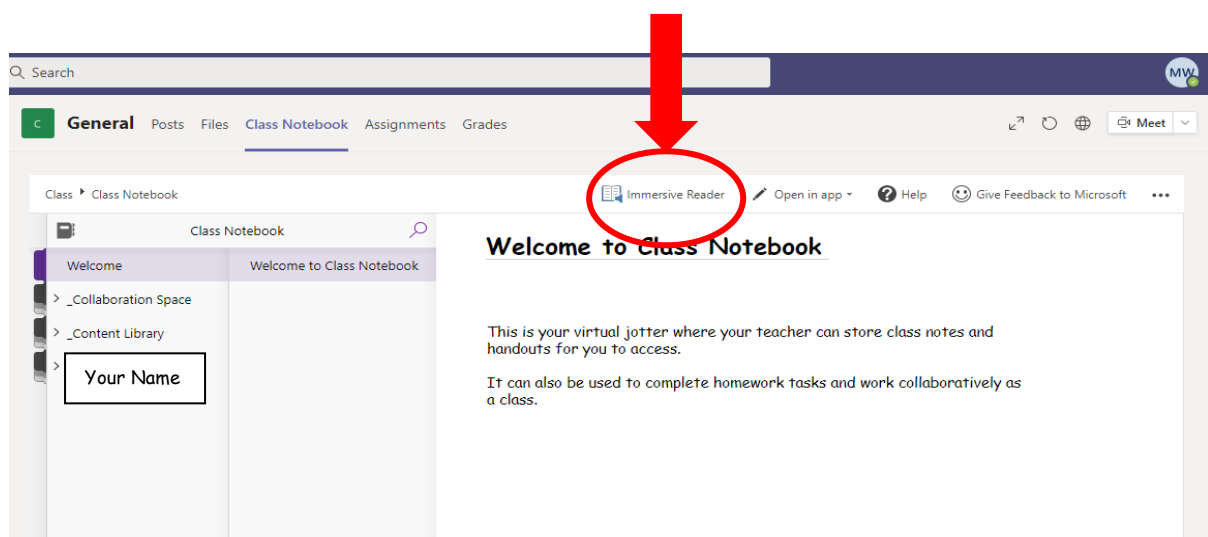 Search
MW
C General Posts Files Class Notebook Assignments Grades Meet
Class Class Notebook Immersive Reader Open in app Help Give Feedback to Microsoft
Class Notebook
Welcome to Class Notebook
Welcome
Welcome to Class Notebook
_Collaboration Space
_Content Library
Your Name
This is your virtual jotter where your teacher can store class notes and
handouts for you to access.
It can also be used to complete homework tasks and work collaboratively as
a class.